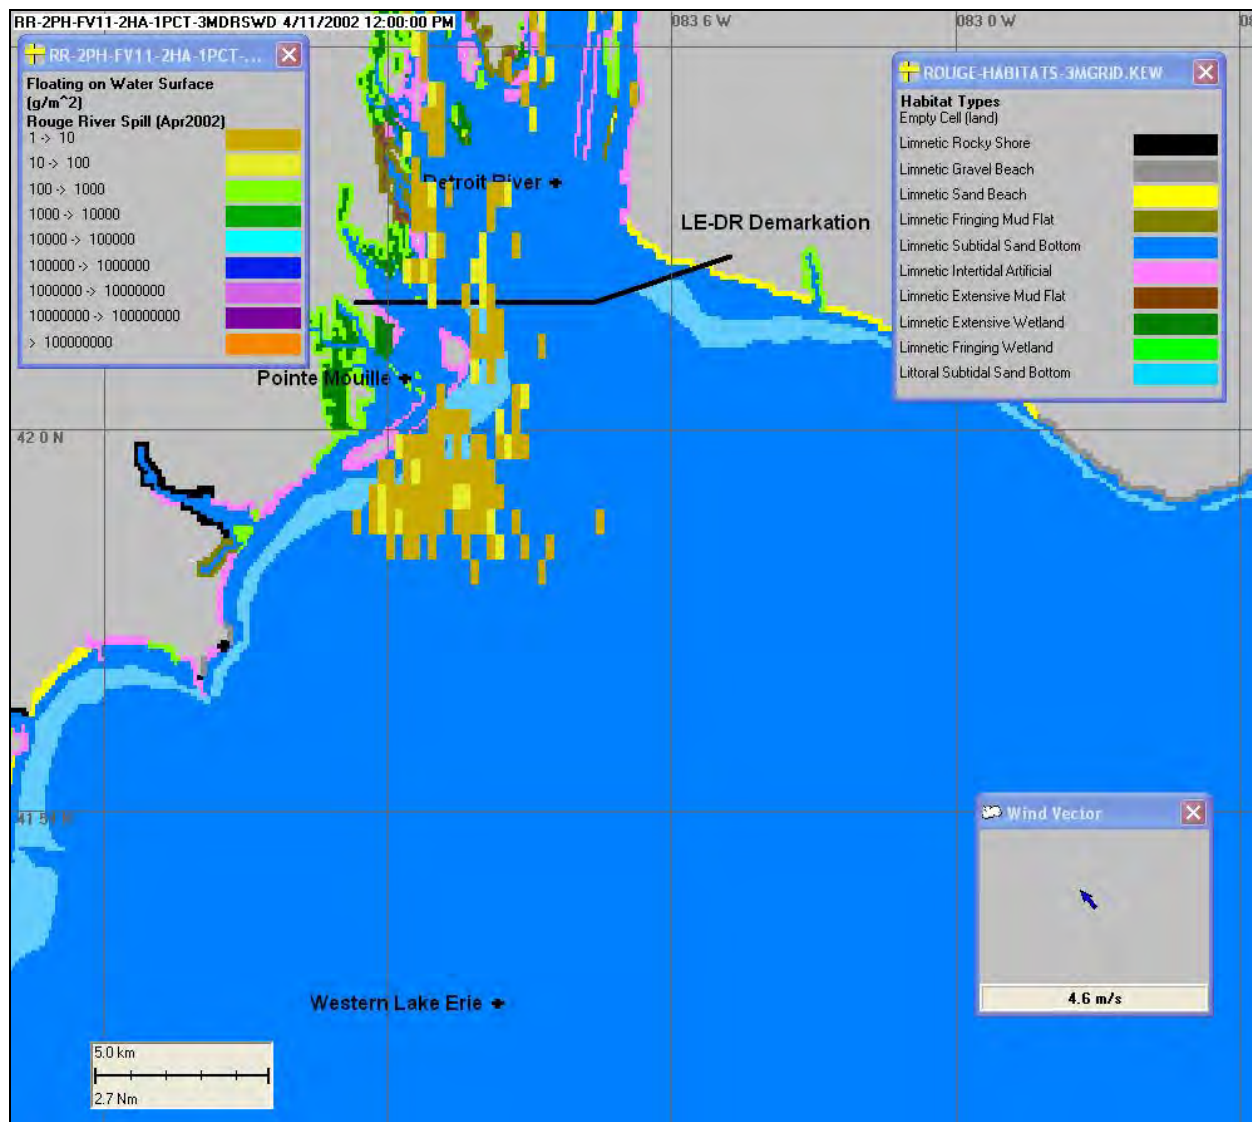 RR-2PH-FV11-2HA-1PCT-3MDRSWD 4/11/2002 12:00:00 PM
083 6 W
083 0 W
RR-2PH-FV11-2HA-1PCT-...
Floating on Water Surface
(g/m^2)
Rouge River Spill (Apr2002)
1 -> 10
10 -> 100
100 -> 1000
1000 -> 10000
10000 -> 100000
100000 -> 1000000
1000000 -> 10000000
10000000 -> 100000000
> 100000000
ROUGE-HABITATS-3MGRID.KEW
Habitat Types
Empty Cell (land)
Limnetic Rocky Shore
Limnetic Gravel Beach
Limnetic Sand Beach
Limnetic Fringing Mud Flat
Limnetic Subtidal Sand Bottom
Limnetic Intertidal Artificial
Limnetic Extensive Mud Flat
Limnetic Extensive Wetland
Limnetic Fringing Wetland
Littoral Subtidal Sand Bottom
Detroit River
LE-DR Demarkation
Pointe Mouille
42 0 N
Wind Vector
4.6 m/s
Western Lake Erie
5.0 km
2.7 Nm